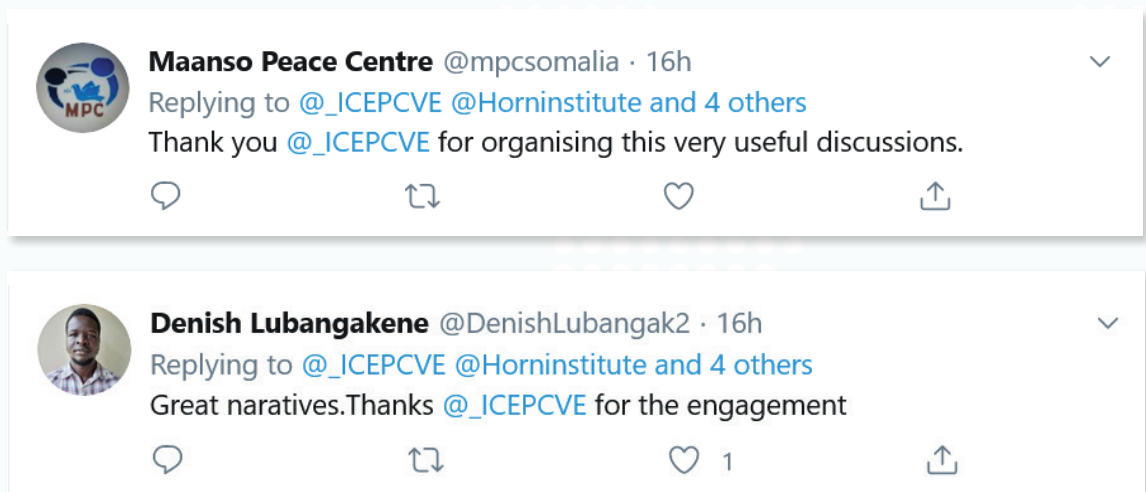 Maanso Peace Centre @mpcsomalia · 16h
Replying to @_ICEPCVE @Horninstitute and 4 others
Thank you @_ICEPCVE for organising this very useful discussions.
MPC
Denish Lubangakene @DenishLubangak2 · 16h
Replying to @_ICEPCVE @Horninstitute and 4 others
Great naratives.Thanks @_ICEPCVE for the engagement
1